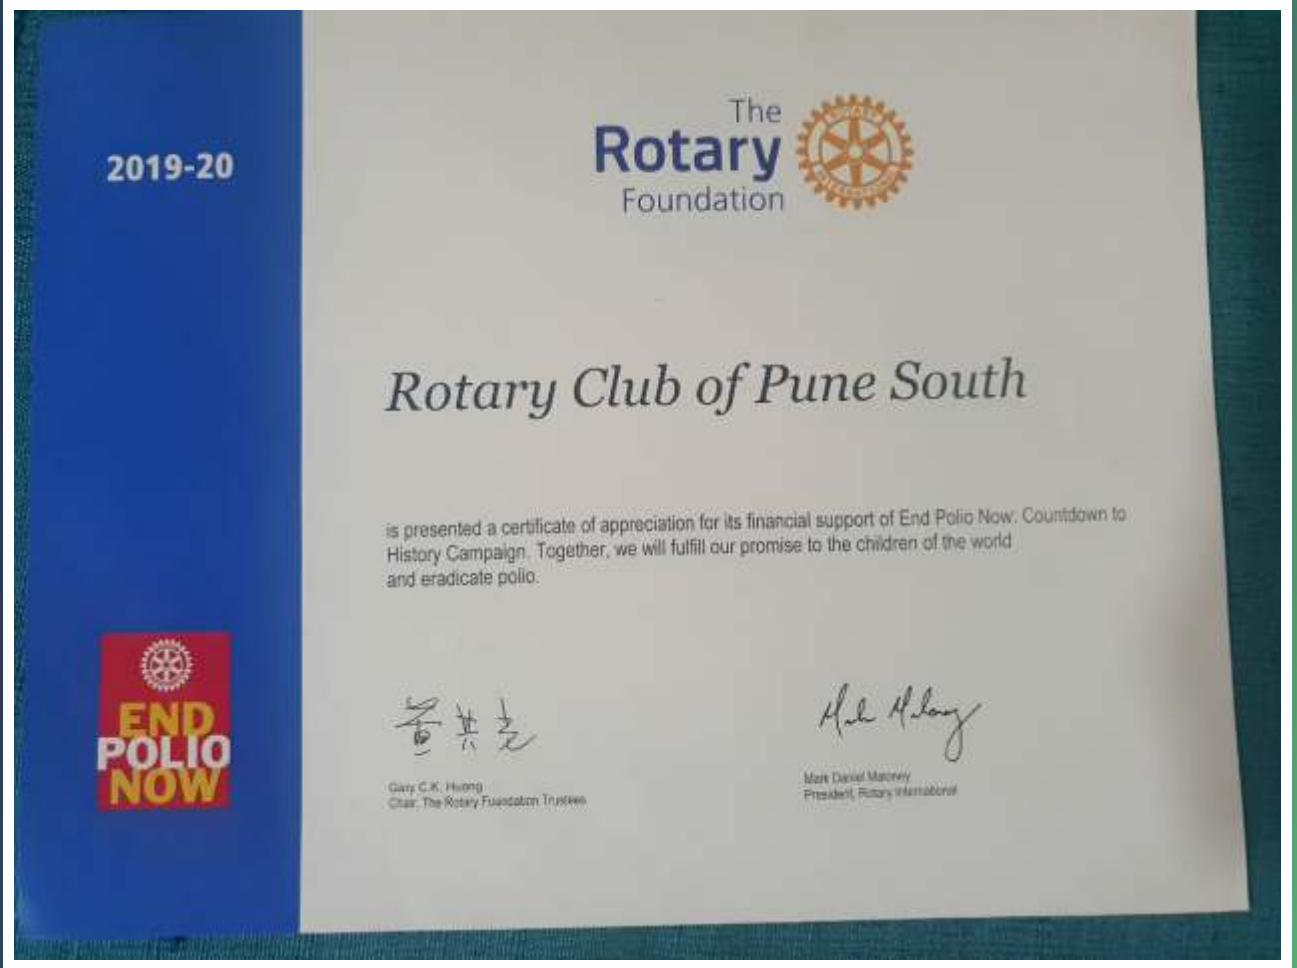 2019-20
The
Rotary
Foundation
ROTARY
INTERNATIONAL
Rotary Club of Pune South
is presented a certificate of appreciation for its financial support of End Polio Now: Countdown to
History Campaign. Together, we will fulfill our promise to the children of the world
and eradicate polio.
END
POLIO
NOW
Gary C.K. Huang
Chair, The Rotary Foundation Trustees
Mark Daniel Maloney
President, Rotary International